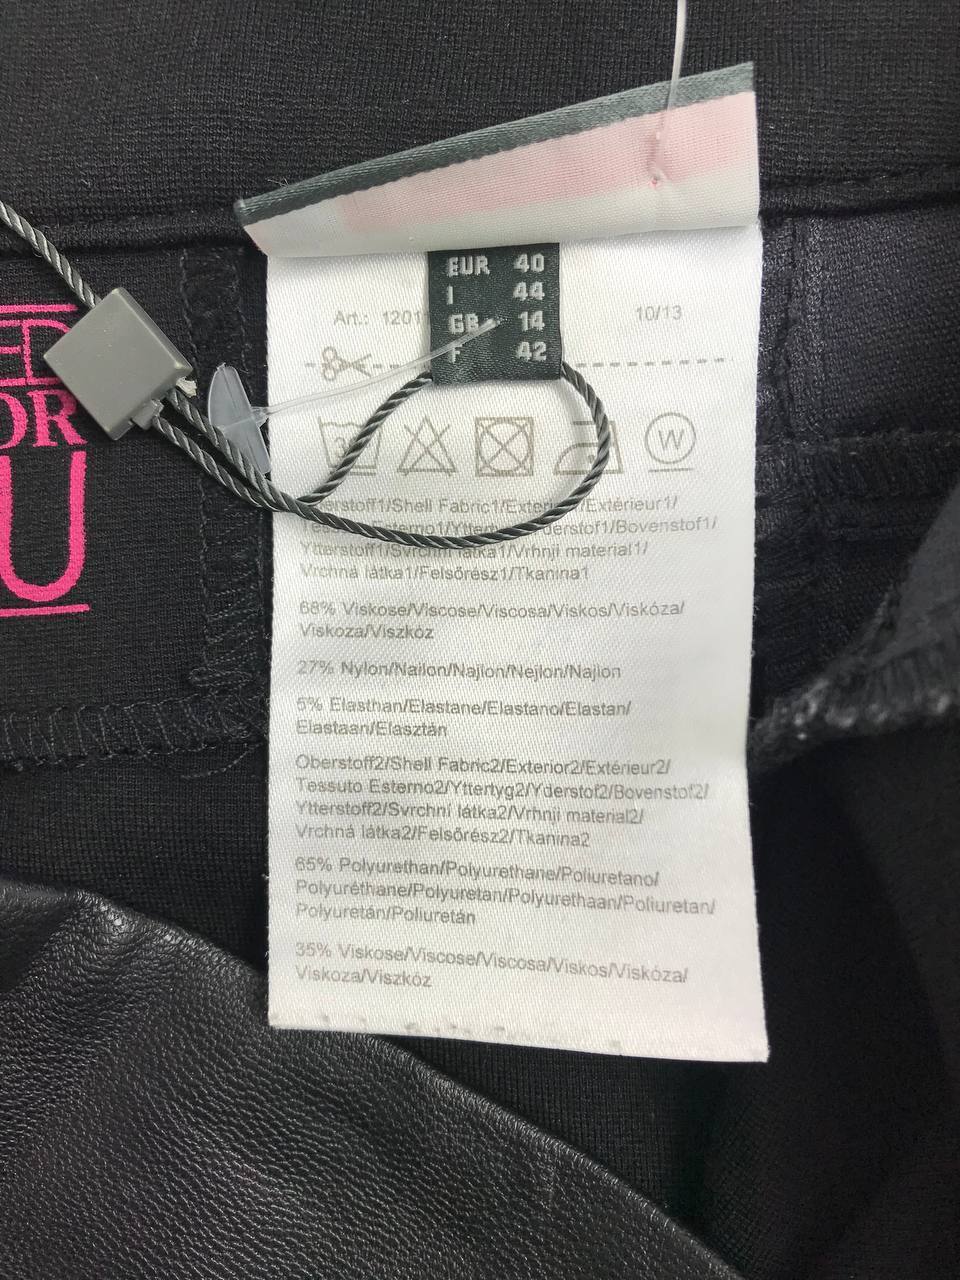 EUR 40
I 44
GB 14
F 42
Art.: 1201
10/13
OR
U
W
Fabric1/
/Extérieur1/
/Bovenstof1/
Ytterstoff1/Svrchní látka1/Vrhnji material1/
Vrchná látka1/Felsőrész1/Tkanina1
68% Viskose/Viscose/Viscosa/Viskos/Viskóza/
Viskoza/Viszkóz
27% Nylon/Nailon/Najlon/Nejlon/Najlon
5% Elasthan/Elastane/Elastano/Elastan/
Elastaan/Elasztán
Oberstoff2/Shell Fabric2/Exterior2/Extérieur2/
Tessuto Esterno2/Yttertyg2/Yderstof2/Bovenstof2/
Ytterstoff2/Svrchní látka2/Vrhnji material2/
Vrchná látka2/Felsőrész2/Tkanina2
65% Polyurethan/Polyurethane/Poliuretano/
Polyuréthane/Polyuretan/Polyurethaan/Poliuretan/
Polyuretán/Poliuretán
35% Viskose/Viscose/Viscosa/Viskos/Viskóza/
Viskoza/Viszkóz